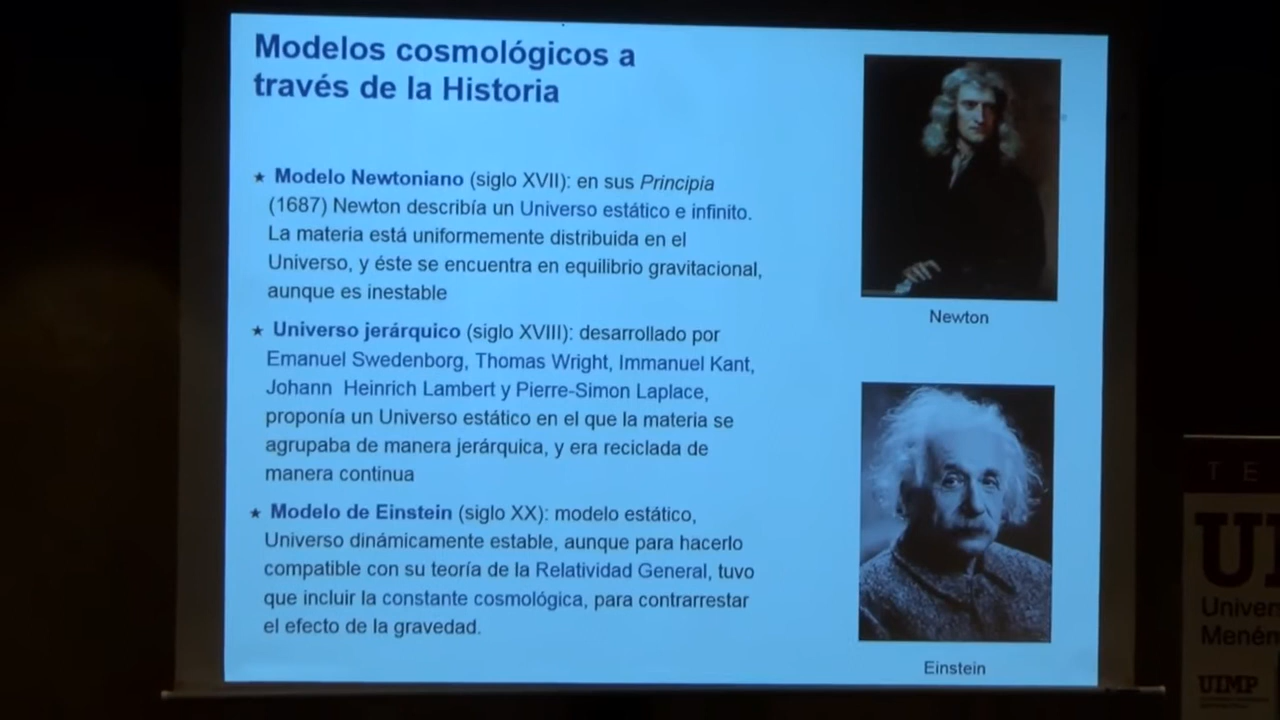 Modelos cosmológicos a
través de la Historia
★ Modelo Newtoniano (siglo XVII): en sus Principia
(1687) Newton describía un Universo estático e infinito.
La materia está uniformemente distribuida en el
Universo, y éste se encuentra en equilibrio gravitacional,
aunque es inestable
★ Universo jerárquico (siglo XVIII): desarrollado por
Emanuel Swedenborg, Thomas Wright, Immanuel Kant,
Johann Heinrich Lambert y Pierre-Simon Laplace,
proponía un Universo estático en el que la materia se
agrupaba de manera jerárquica, y era reciclada de
manera continua
★ Modelo de Einstein (siglo XX): modelo estático,
Universo dinámicamente estable, aunque para hacerlo
compatible con su teoría de la Relatividad General, tuvo
que incluir la constante cosmológica, para contrarrestar
el efecto de la gravedad.
Newton
Einstein
T E
UI
Univer
Menén
UIMP